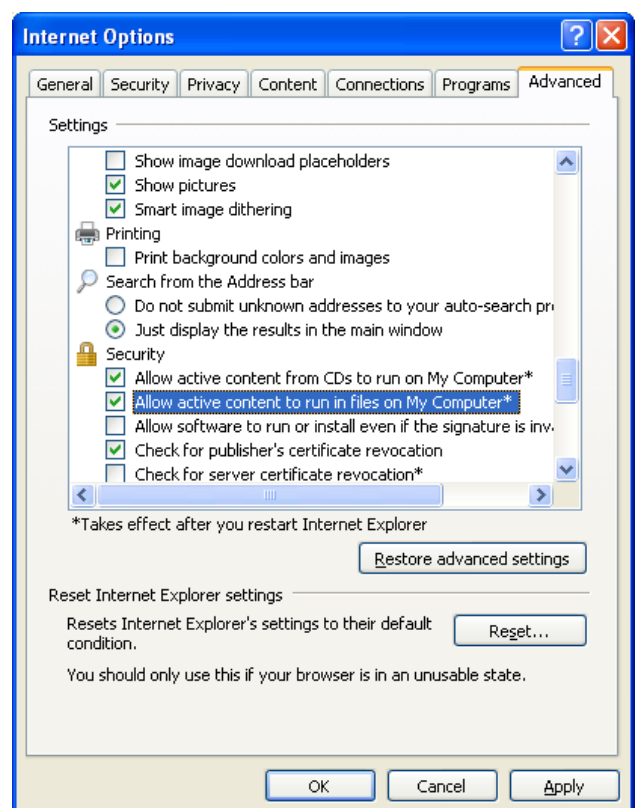 Internet Options
General Security Privacy Content Connections Programs Advanced
Settings
Show image download placeholders
Show pictures
Smart image dithering
Printing
Print background colors and images
Search from the Address bar
Do not submit unknown addresses to your auto-search pro
Just display the results in the main window
Security
Allow active content from CDs to run on My Computer*
Allow active content to run in files on My Computer*
Allow software to run or install even if the signature is inv
Check for publisher's certificate revocation
Check for server certificate revocation*
*Takes effect after you restart Internet Explorer
Restore advanced settings
Reset Internet Explorer settings
Resets Internet Explorer's settings to their default
condition.
Reset...
You should only use this if your browser is in an unusable state.
OK Cancel Apply